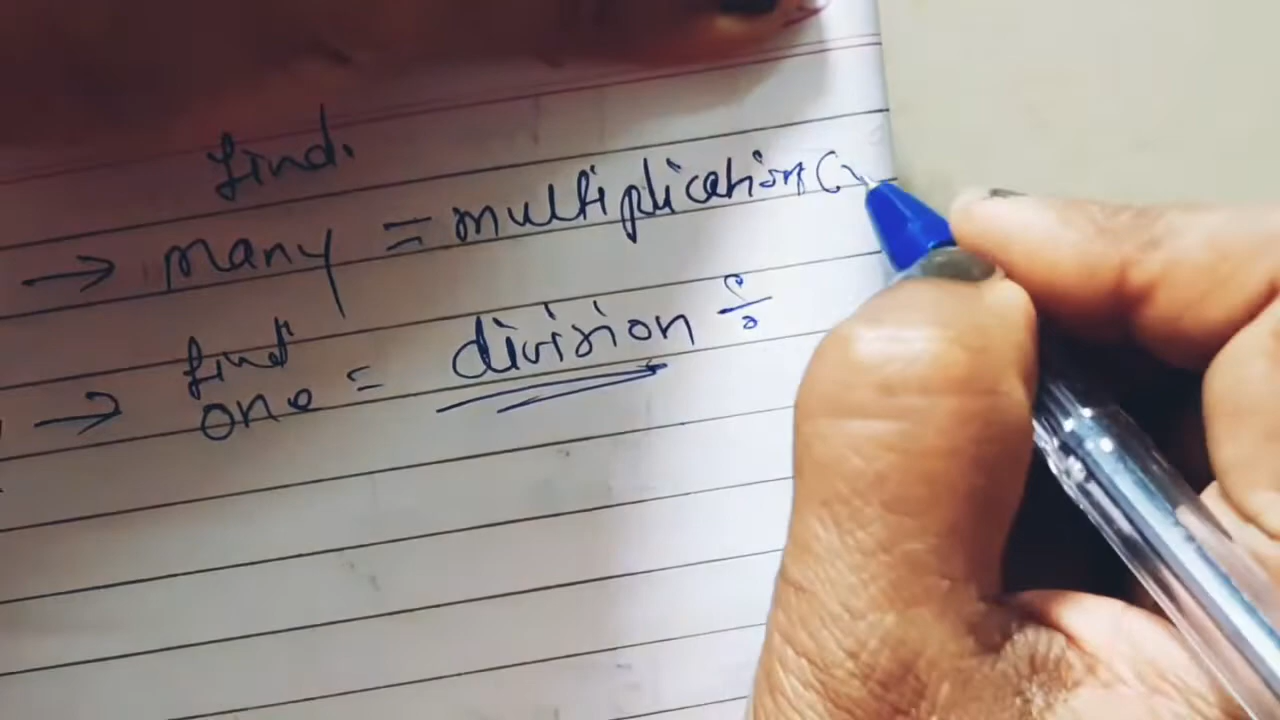 find.
→ many = multiplication (
→ find
one = division ÷